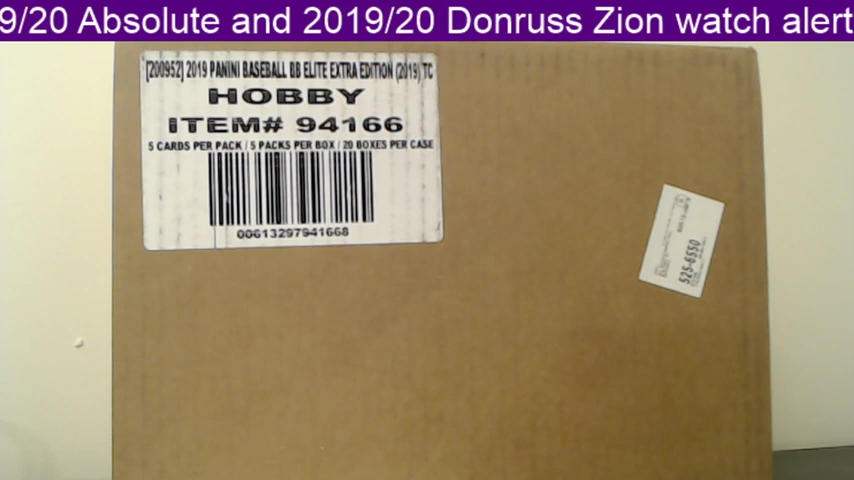 9/20 Absolute and 2019/20 Donruss Zion watch alert
[200952] 2019 PANINI BASEBALL BB ELITE EXTRA EDITION (2019) TC
HOBBY
ITEM# 94166
5 CARDS PER PACK / 5 PACKS PER BOX / 20 BOXES PER CASE
00613297941668
525-6550